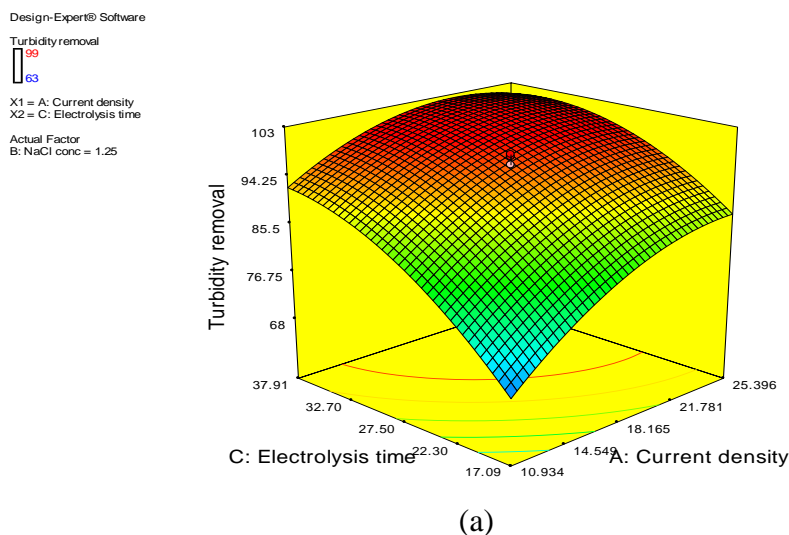 Design-Expert® Software
Turbidity removal
99
63
X1 = A: Current density
X2 = C: Electrolysis time
Actual Factor
B: NaCl conc = 1.25
103
94.25
85.5
76.75
68
Turbidity removal
37.91
32.70
27.50
22.30
17.09
C: Electrolysis time
10.934
14.549
18.165
21.781
25.396
A: Current density
(a)